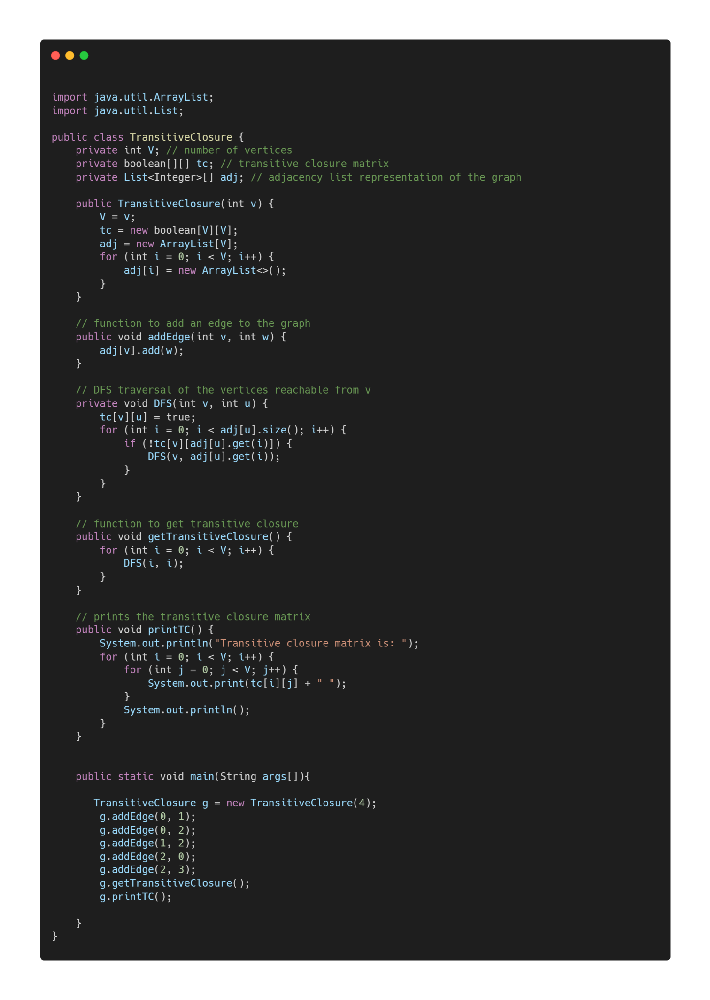 import java.util.ArrayList;
import java.util.List;

public class TransitiveClosure {
    private int V; // number of vertices
    private boolean[][] tc; // transitive closure matrix
    private List<Integer>[] adj; // adjacency list representation of the graph

    public TransitiveClosure(int v) {
        V = v;
        tc = new boolean[V][V];
        adj = new ArrayList[V];
        for (int i = 0; i < V; i++) {
            adj[i] = new ArrayList<>();
        }
    }

    // function to add an edge to the graph
    public void addEdge(int v, int w) {
        adj[v].add(w);
    }

    // DFS traversal of the vertices reachable from v
    private void DFS(int v, int u) {
        tc[v][u] = true;
        for (int i = 0; i < adj[u].size(); i++) {
            if (!tc[v][adj[u].get(i)]) {
                DFS(v, adj[u].get(i));
            }
        }
    }

    // function to get transitive closure
    public void getTransitiveClosure() {
        for (int i = 0; i < V; i++) {
            DFS(i, i);
        }
    }

    // prints the transitive closure matrix
    public void printTC() {
        System.out.println("Transitive closure matrix is: ");
        for (int i = 0; i < V; i++) {
            for (int j = 0; j < V; j++) {
                System.out.print(tc[i][j] + " ");
            }
            System.out.println();
        }
    }


    public static void main(String args[]){

       TransitiveClosure g = new TransitiveClosure(4);
        g.addEdge(0, 1);
        g.addEdge(0, 2);
        g.addEdge(1, 2);
        g.addEdge(2, 0);
        g.addEdge(2, 3);
        g.getTransitiveClosure();
        g.printTC();

    }
}